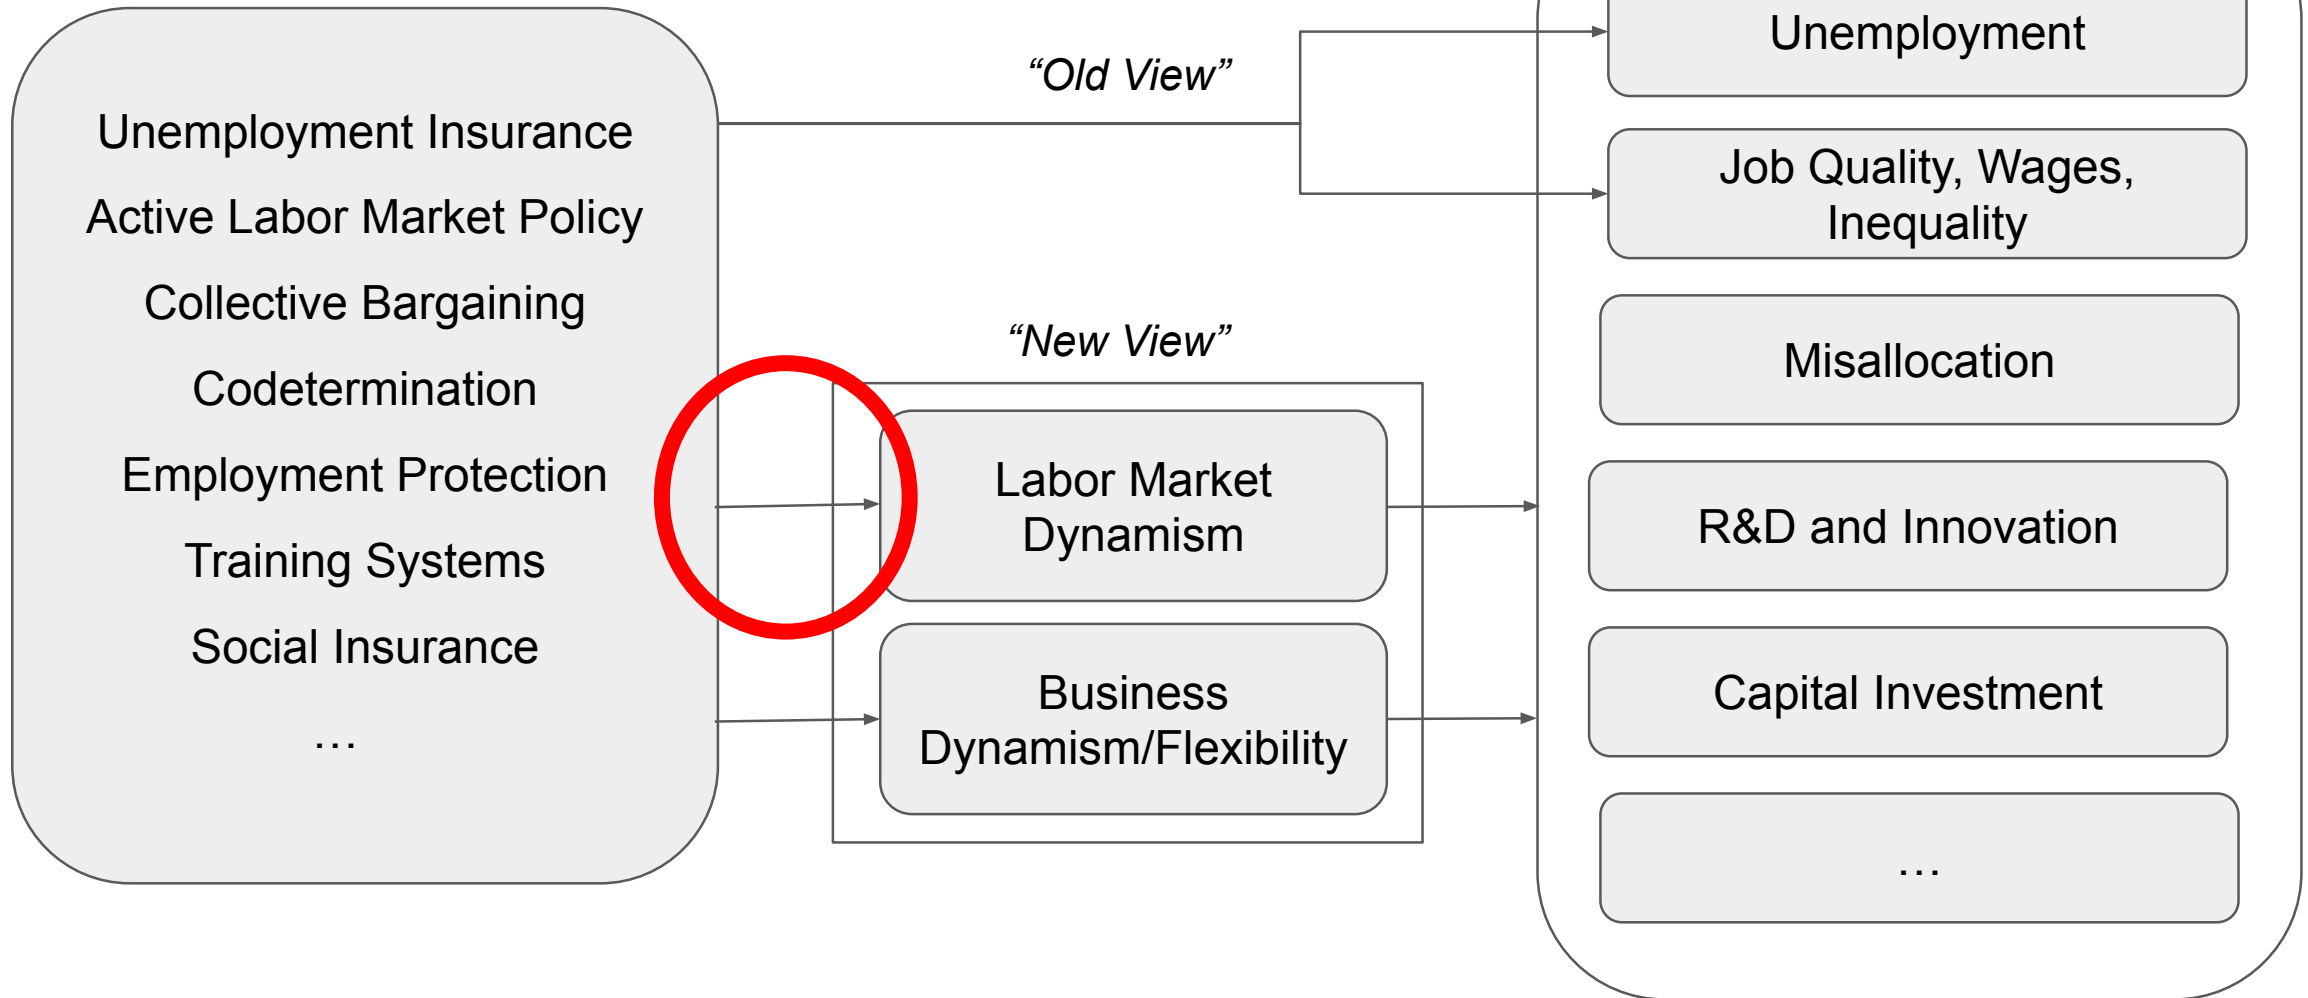 Unemployment Insurance
Active Labor Market Policy
Collective Bargaining
Codetermination
Employment Protection
Training Systems
Social Insurance
…
“Old View”
“New View”
Labor Market
Dynamism
Business
Dynamism/Flexibility
Unemployment
Job Quality, Wages,
Inequality
Misallocation
R&D and Innovation
Capital Investment
…